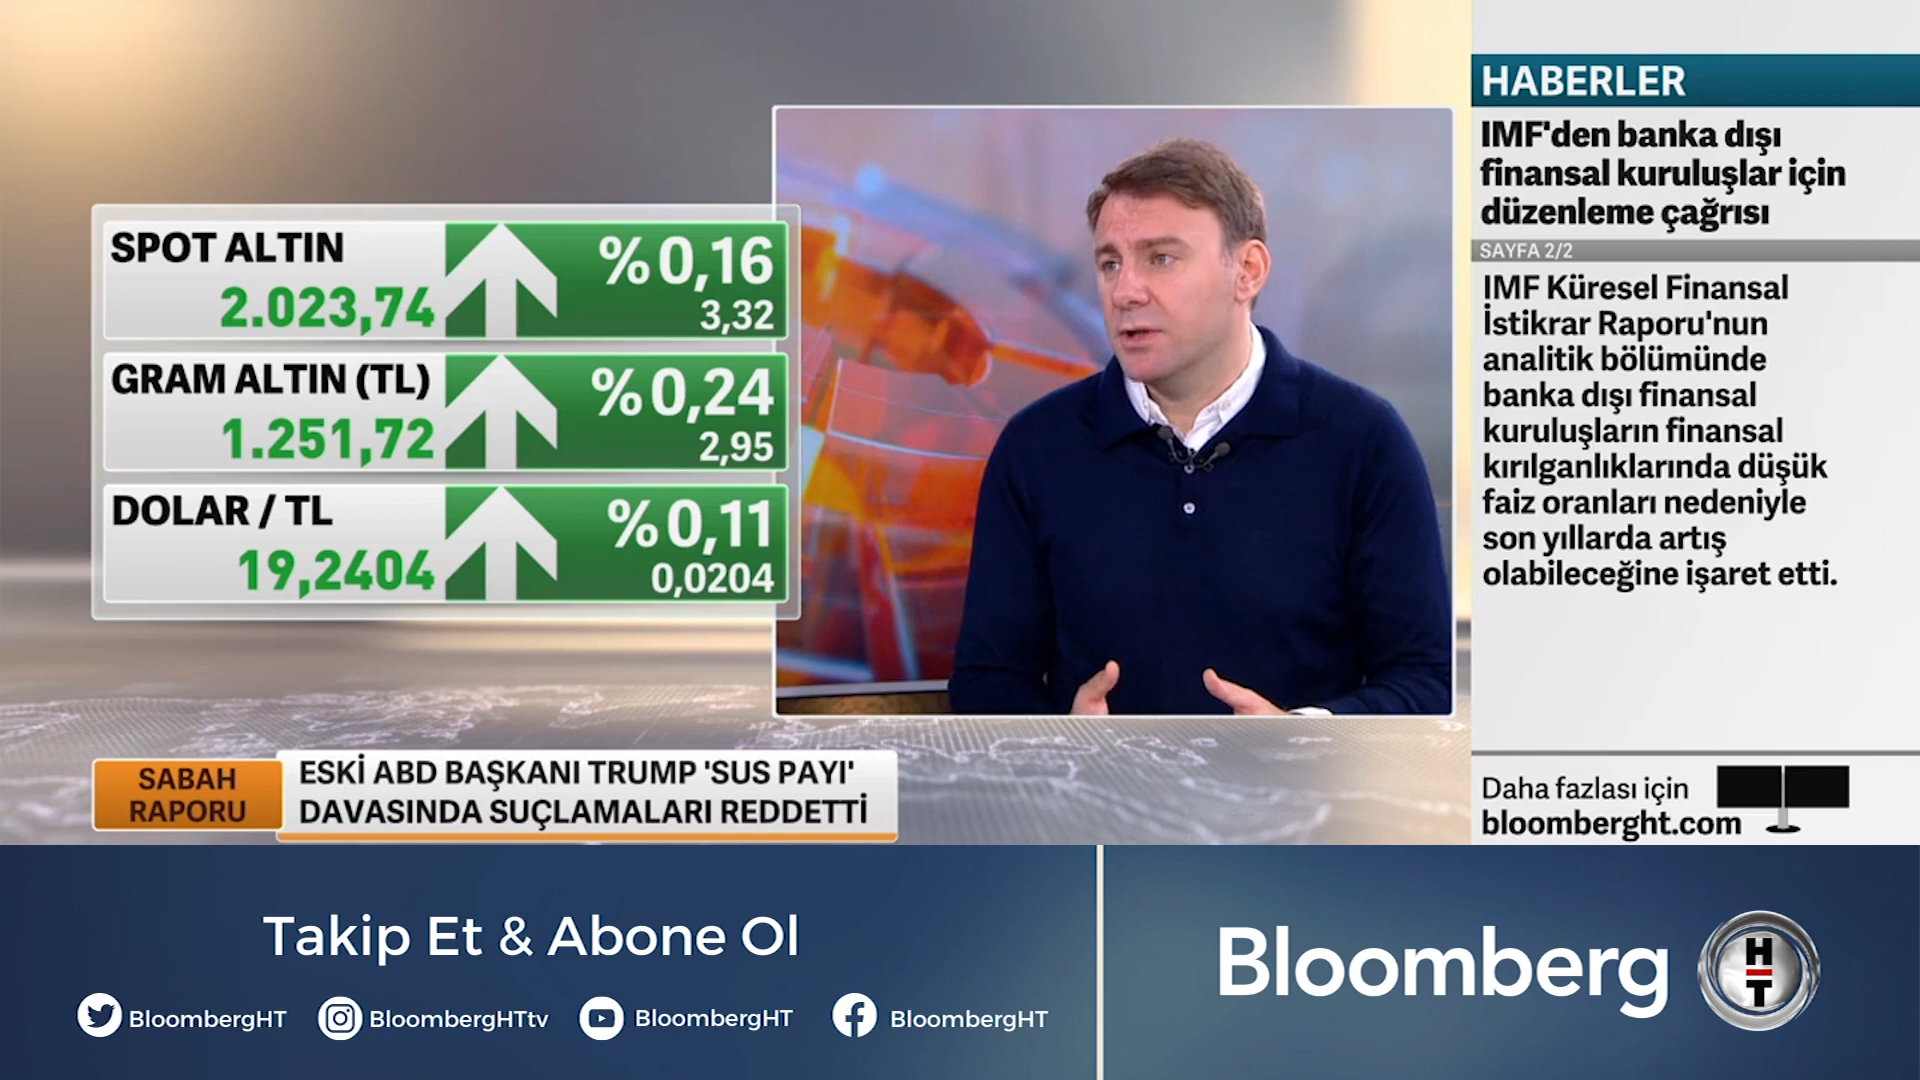 SPOT ALTIN
2.023,74
%0,16
3,32
GRAM ALTIN (TL)
1.251,72
%0,24
2,95
DOLAR / TL
19,2404
%0,11
0,0204
SABAH
RAPORU
ESKİ ABD BAŞKANI TRUMP 'SUS PAYI'
DAVASINDA SUÇLAMALARI REDDETTİ
HABERLER
IMF'den banka dışı
finansal kuruluşlar için
düzenleme çağrısı
SAYFA 2/2
IMF Küresel Finansal
İstikrar Raporu'nun
analitik bölümünde
banka dışı finansal
kuruluşların finansal
kırılganlıklarında düşük
faiz oranları nedeniyle
son yıllarda artış
olabileceğine işaret etti.
Daha fazlası için
bloomberght.com
Takip Et & Abone Ol
BloombergHT
BloombergHTtv
BloombergHT
BloombergHT
Bloomberg
HT